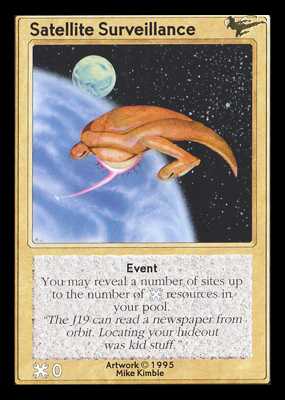 Satellite Surveillance
Event
You may reveal a number of sites up
to the number of resources in
your pool.
"The J19 can read a newspaper from
orbit. Locating your hideout
was kid stuff."
0
Artwork © 1995
Mike Kimble